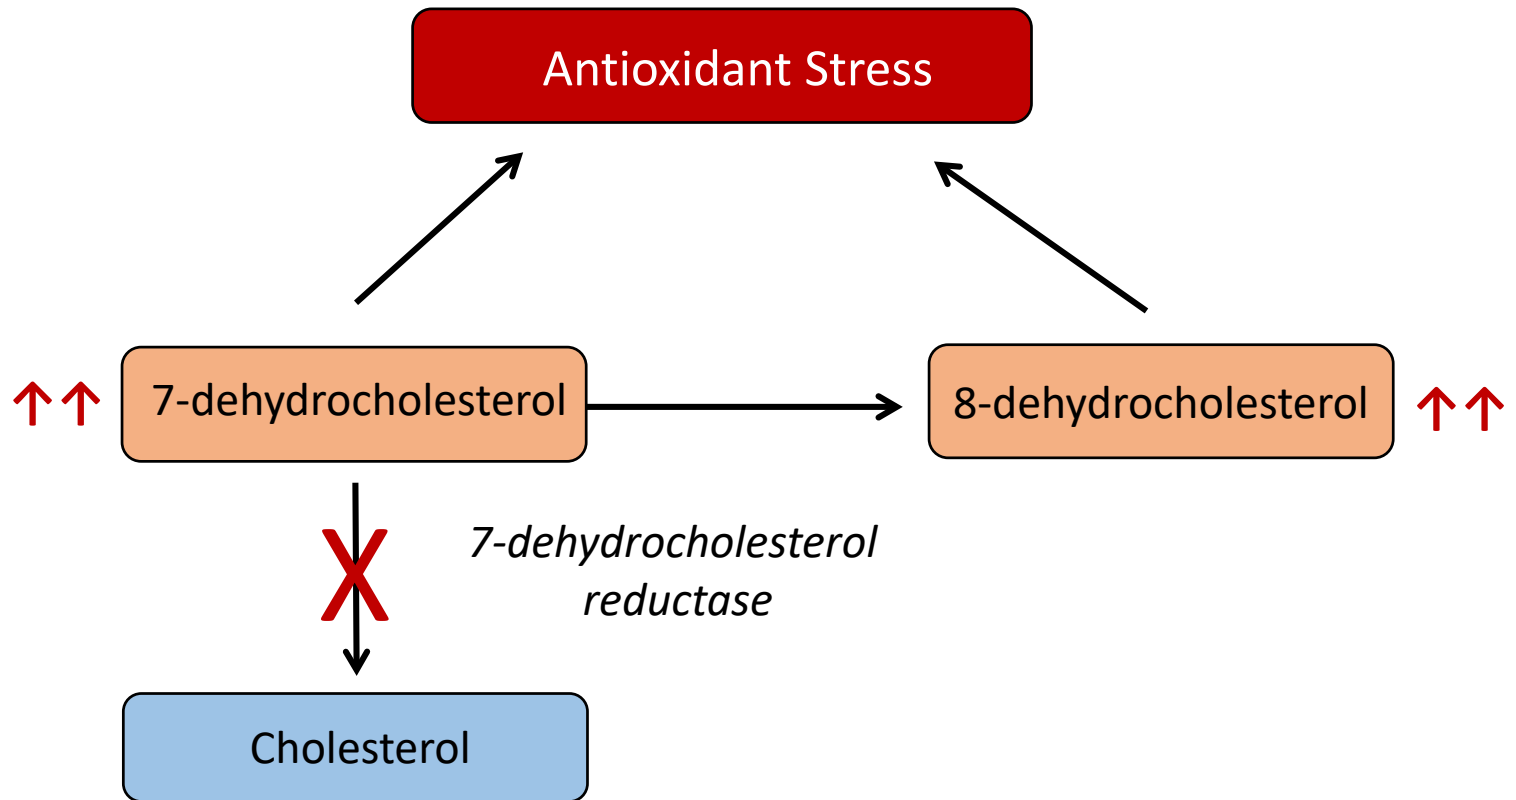 Antioxidant Stress
7-dehydrocholesterol
8-dehydrocholesterol
7-dehydrocholesterol
reductase
Cholesterol